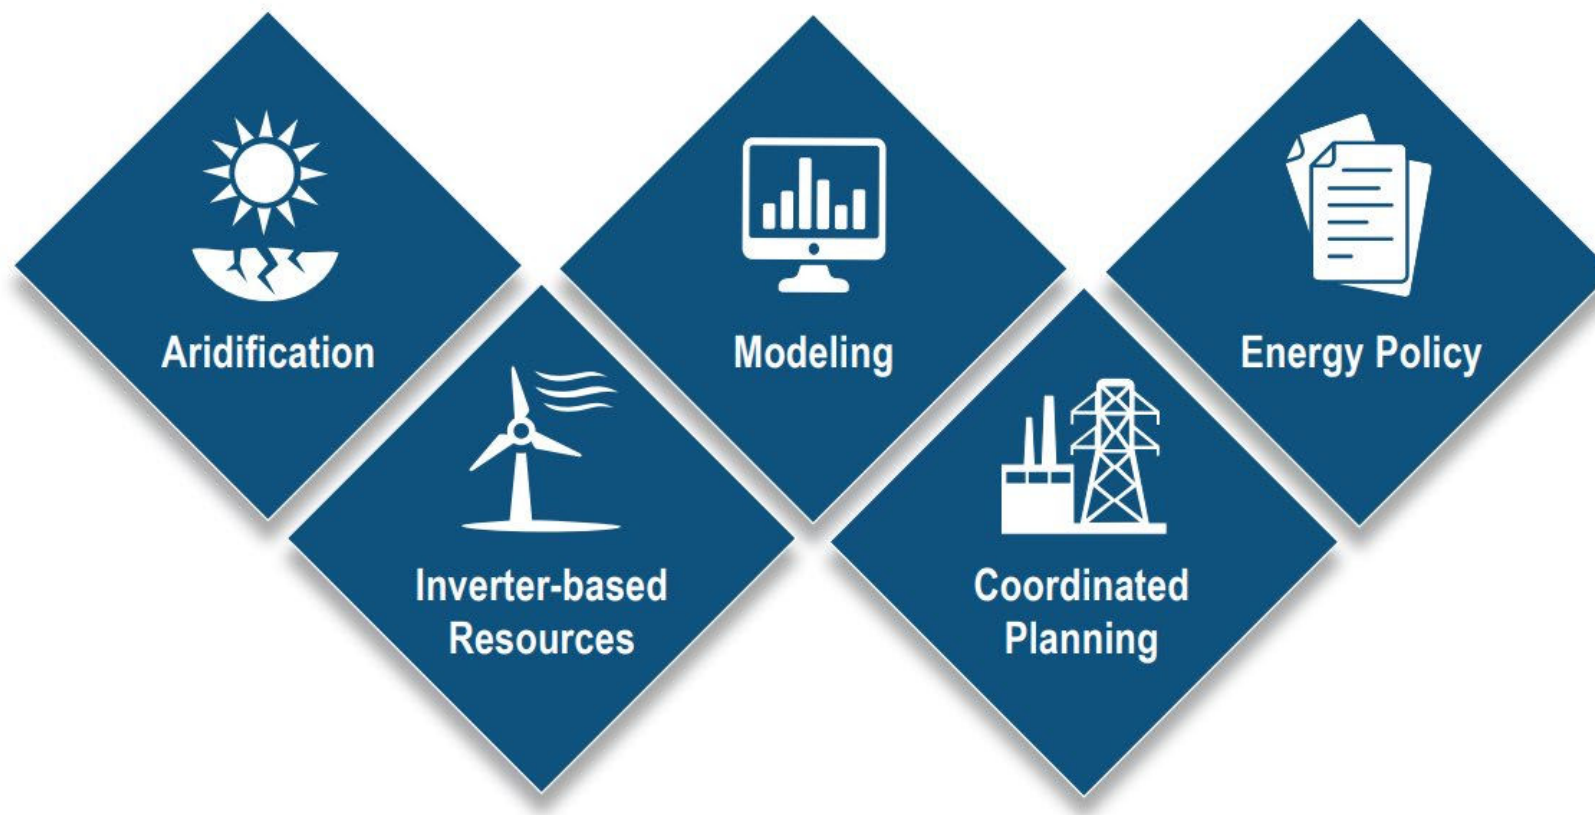 Aridification
Modeling
Energy Policy
Inverter-based
Resources
Coordinated
Planning